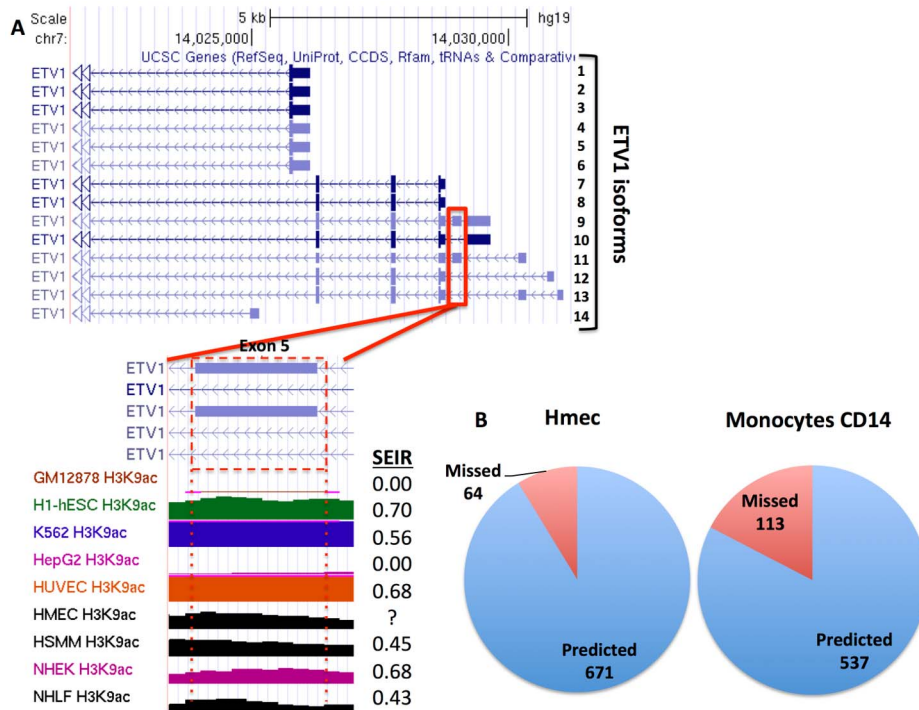 A
Scale 5 kb hg19
chr7: 14,025,000 14,030,000
UCSC Genes (RefSeq, UniProt, CCDS, Rfam, tRNAs & Comparativ
ETV1 1
ETV1 2
ETV1 3
ETV1 4
ETV1 5
ETV1 6
ETV1 7
ETV1 8
ETV1 9
ETV1 10
ETV1 11
ETV1 12
ETV1 13
ETV1 14
ETV1 isoforms
Exon 5
ETV1
ETV1
ETV1
ETV1
ETV1
SEIR
GM12878 H3K9ac 0.00
H1-hESC H3K9ac 0.70
K562 H3K9ac 0.56
HepG2 H3K9ac 0.00
HUVEC H3K9ac 0.68
HMEC H3K9ac ?
HSMM H3K9ac 0.45
NHEK H3K9ac 0.68
NHLF H3K9ac 0.43
B
Hmec
Missed
64
Predicted
671
Monocytes CD14
Missed
113
Predicted
537